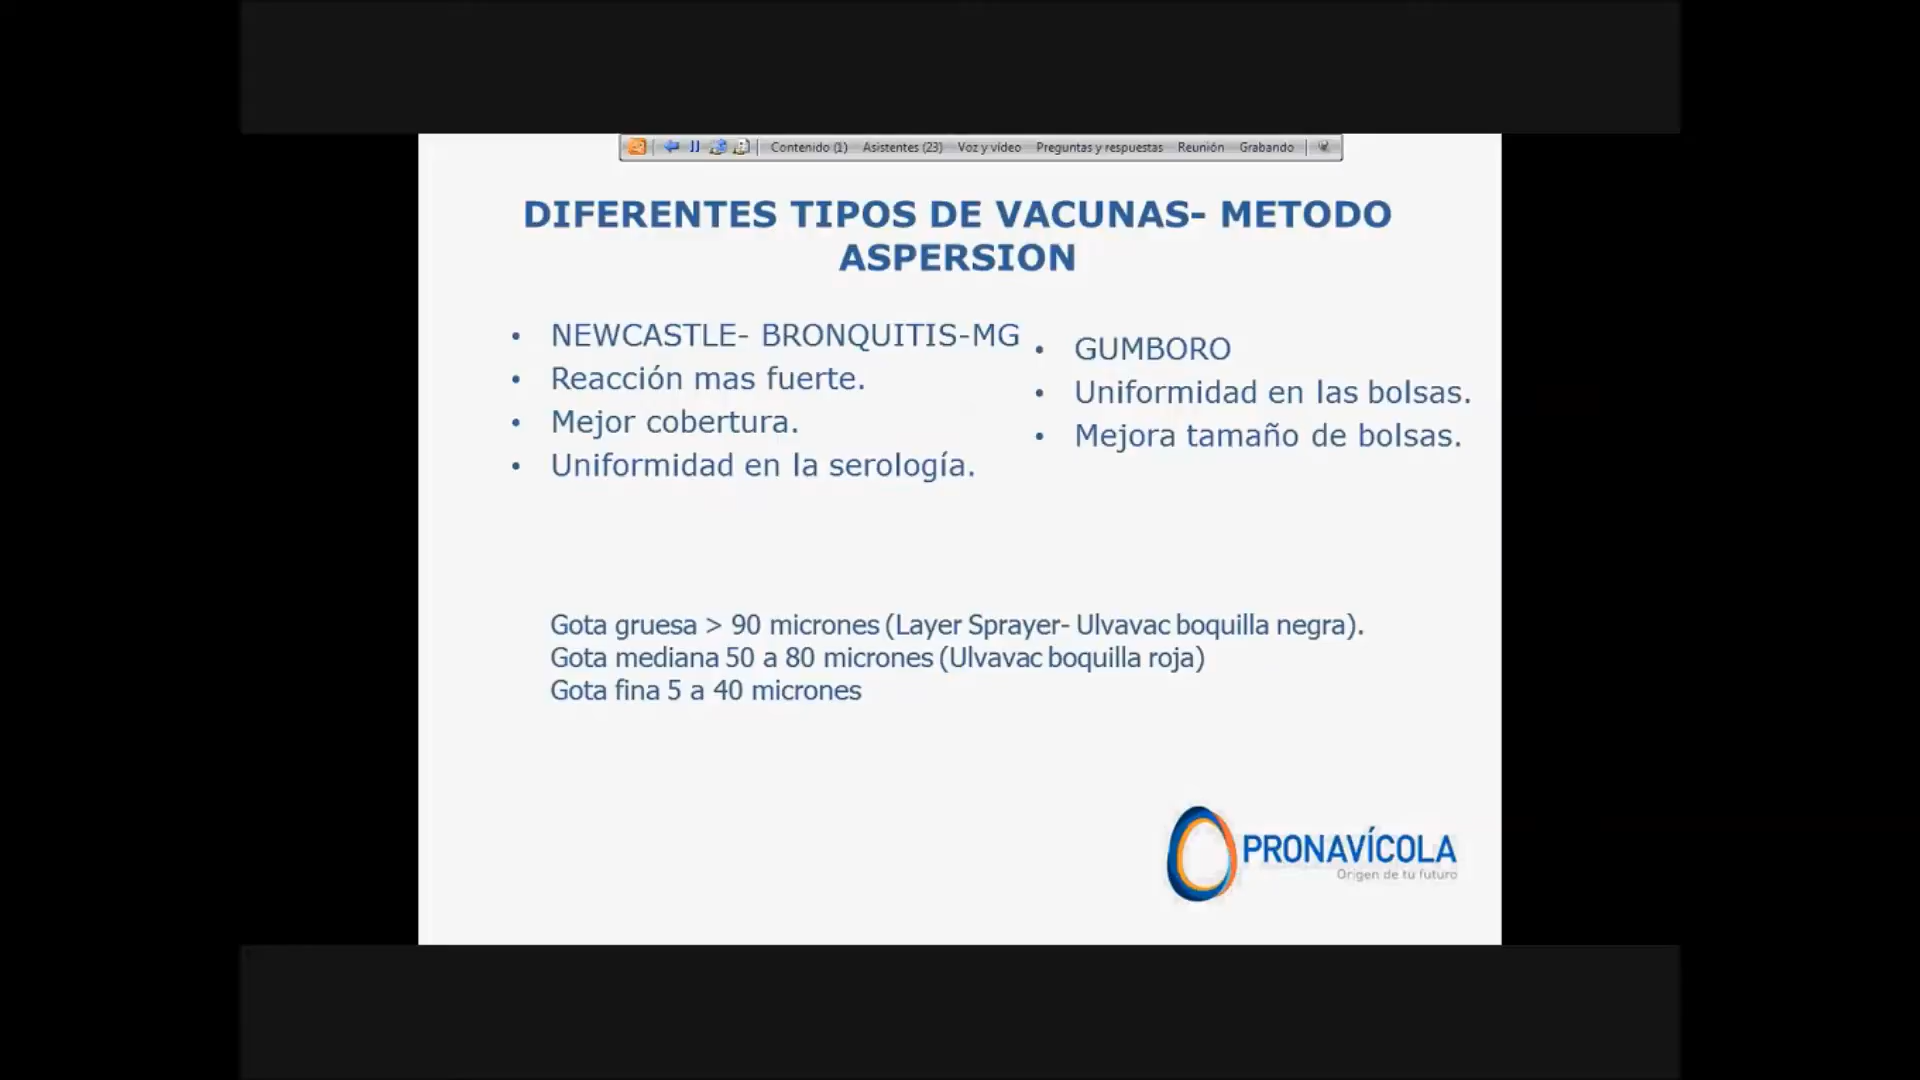 Contenido (1) Asistentes (23) Voz y vídeo Preguntas y respuestas Reunión Grabando
DIFERENTES TIPOS DE VACUNAS- METODO
ASPERSION
• NEWCASTLE- BRONQUITIS-MG
• Reacción mas fuerte.
• Mejor cobertura.
• Uniformidad en la serología.
• GUMBORO
• Uniformidad en las bolsas.
• Mejora tamaño de bolsas.
Gota gruesa > 90 micrones (Layer Sprayer- Ulvavac boquilla negra).
Gota mediana 50 a 80 micrones (Ulvavac boquilla roja)
Gota fina 5 a 40 micrones
PRONAVÍCOLA
Origen de tu futuro